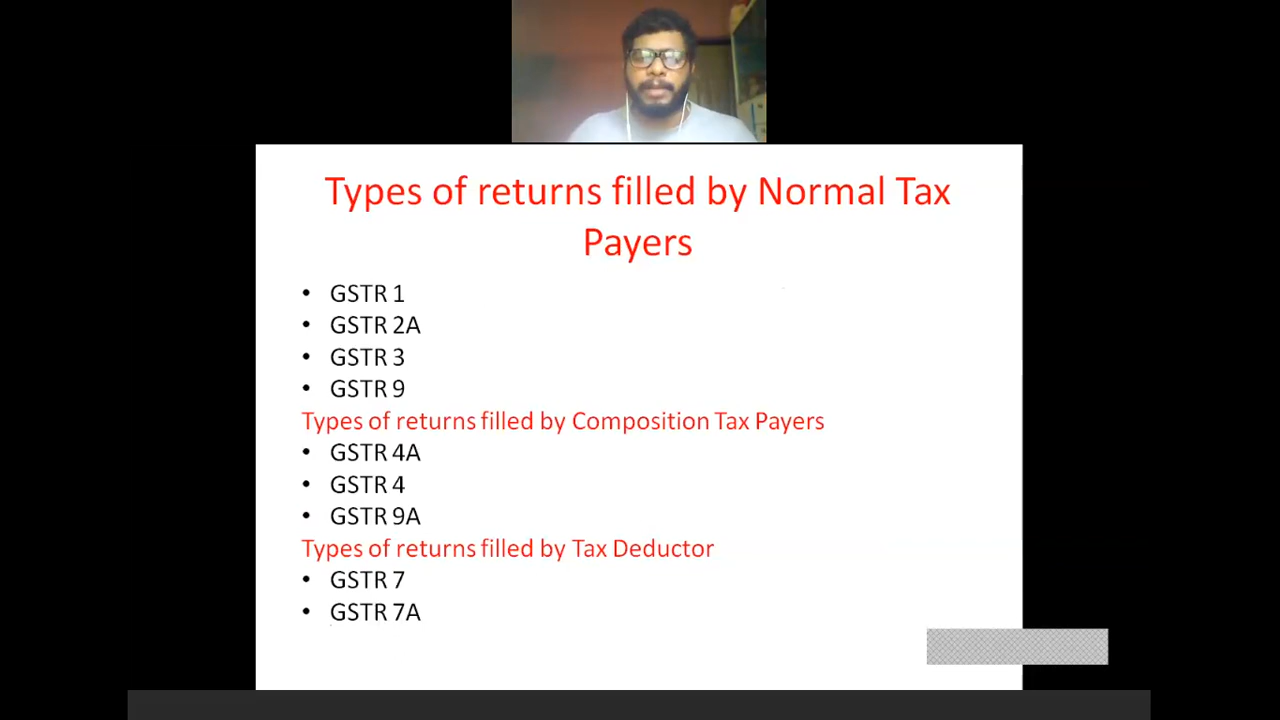 Types of returns filled by Normal Tax
Payers
• GSTR 1
• GSTR 2A
• GSTR 3
• GSTR 9
Types of returns filled by Composition Tax Payers
• GSTR 4A
• GSTR 4
• GSTR 9A
Types of returns filled by Tax Deductor
• GSTR 7
• GSTR 7A